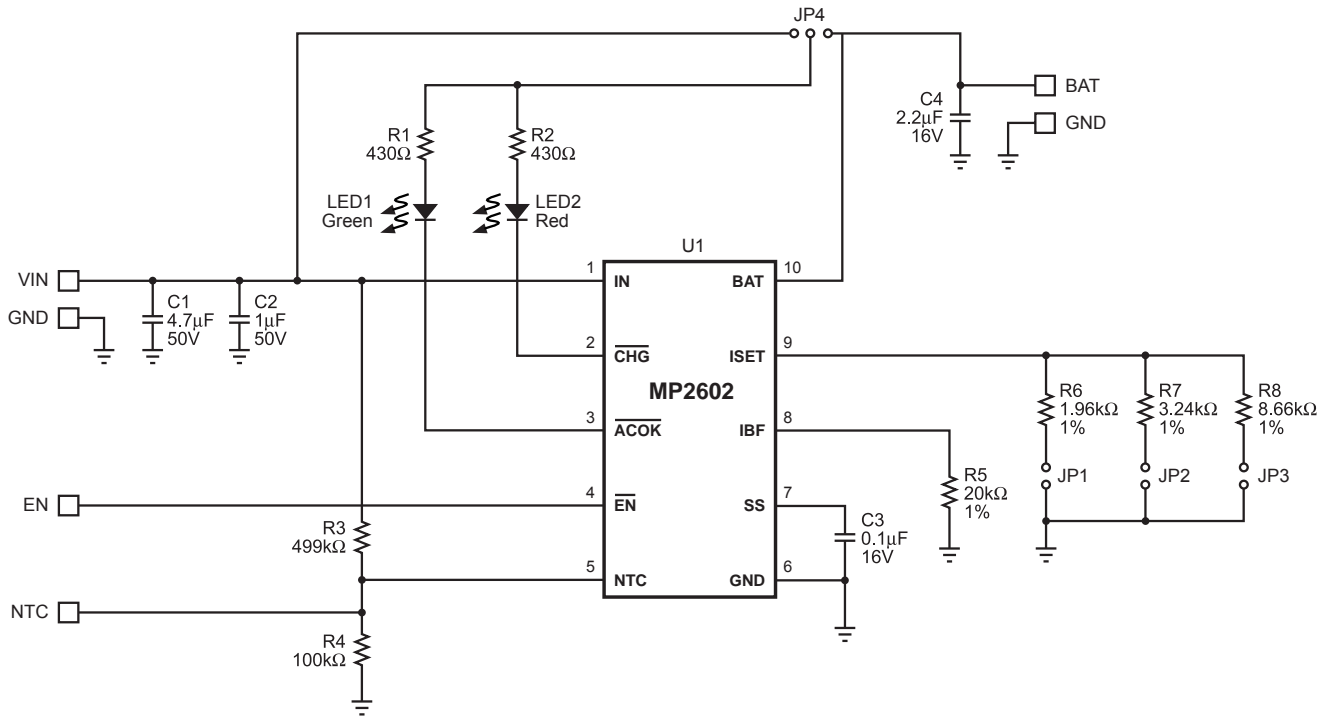 JP4
BAT
C4
2.2µF
16V
GND
R1
430Ω
R2
430Ω
LED1
Green
LED2
Red
U1
VIN
1
IN
BAT
10
GND
C1
4.7µF
50V
C2
1µF
50V
2
CHG
ISET
9
MP2602
R6
1.96kΩ
1%
R7
3.24kΩ
1%
R8
8.66kΩ
1%
3
ACOK
IBF
8
JP1
JP2
JP3
R5
20kΩ
1%
EN
4
EN
SS
7
R3
499kΩ
C3
0.1µF
16V
5
NTC
GND
6
NTC
R4
100kΩ